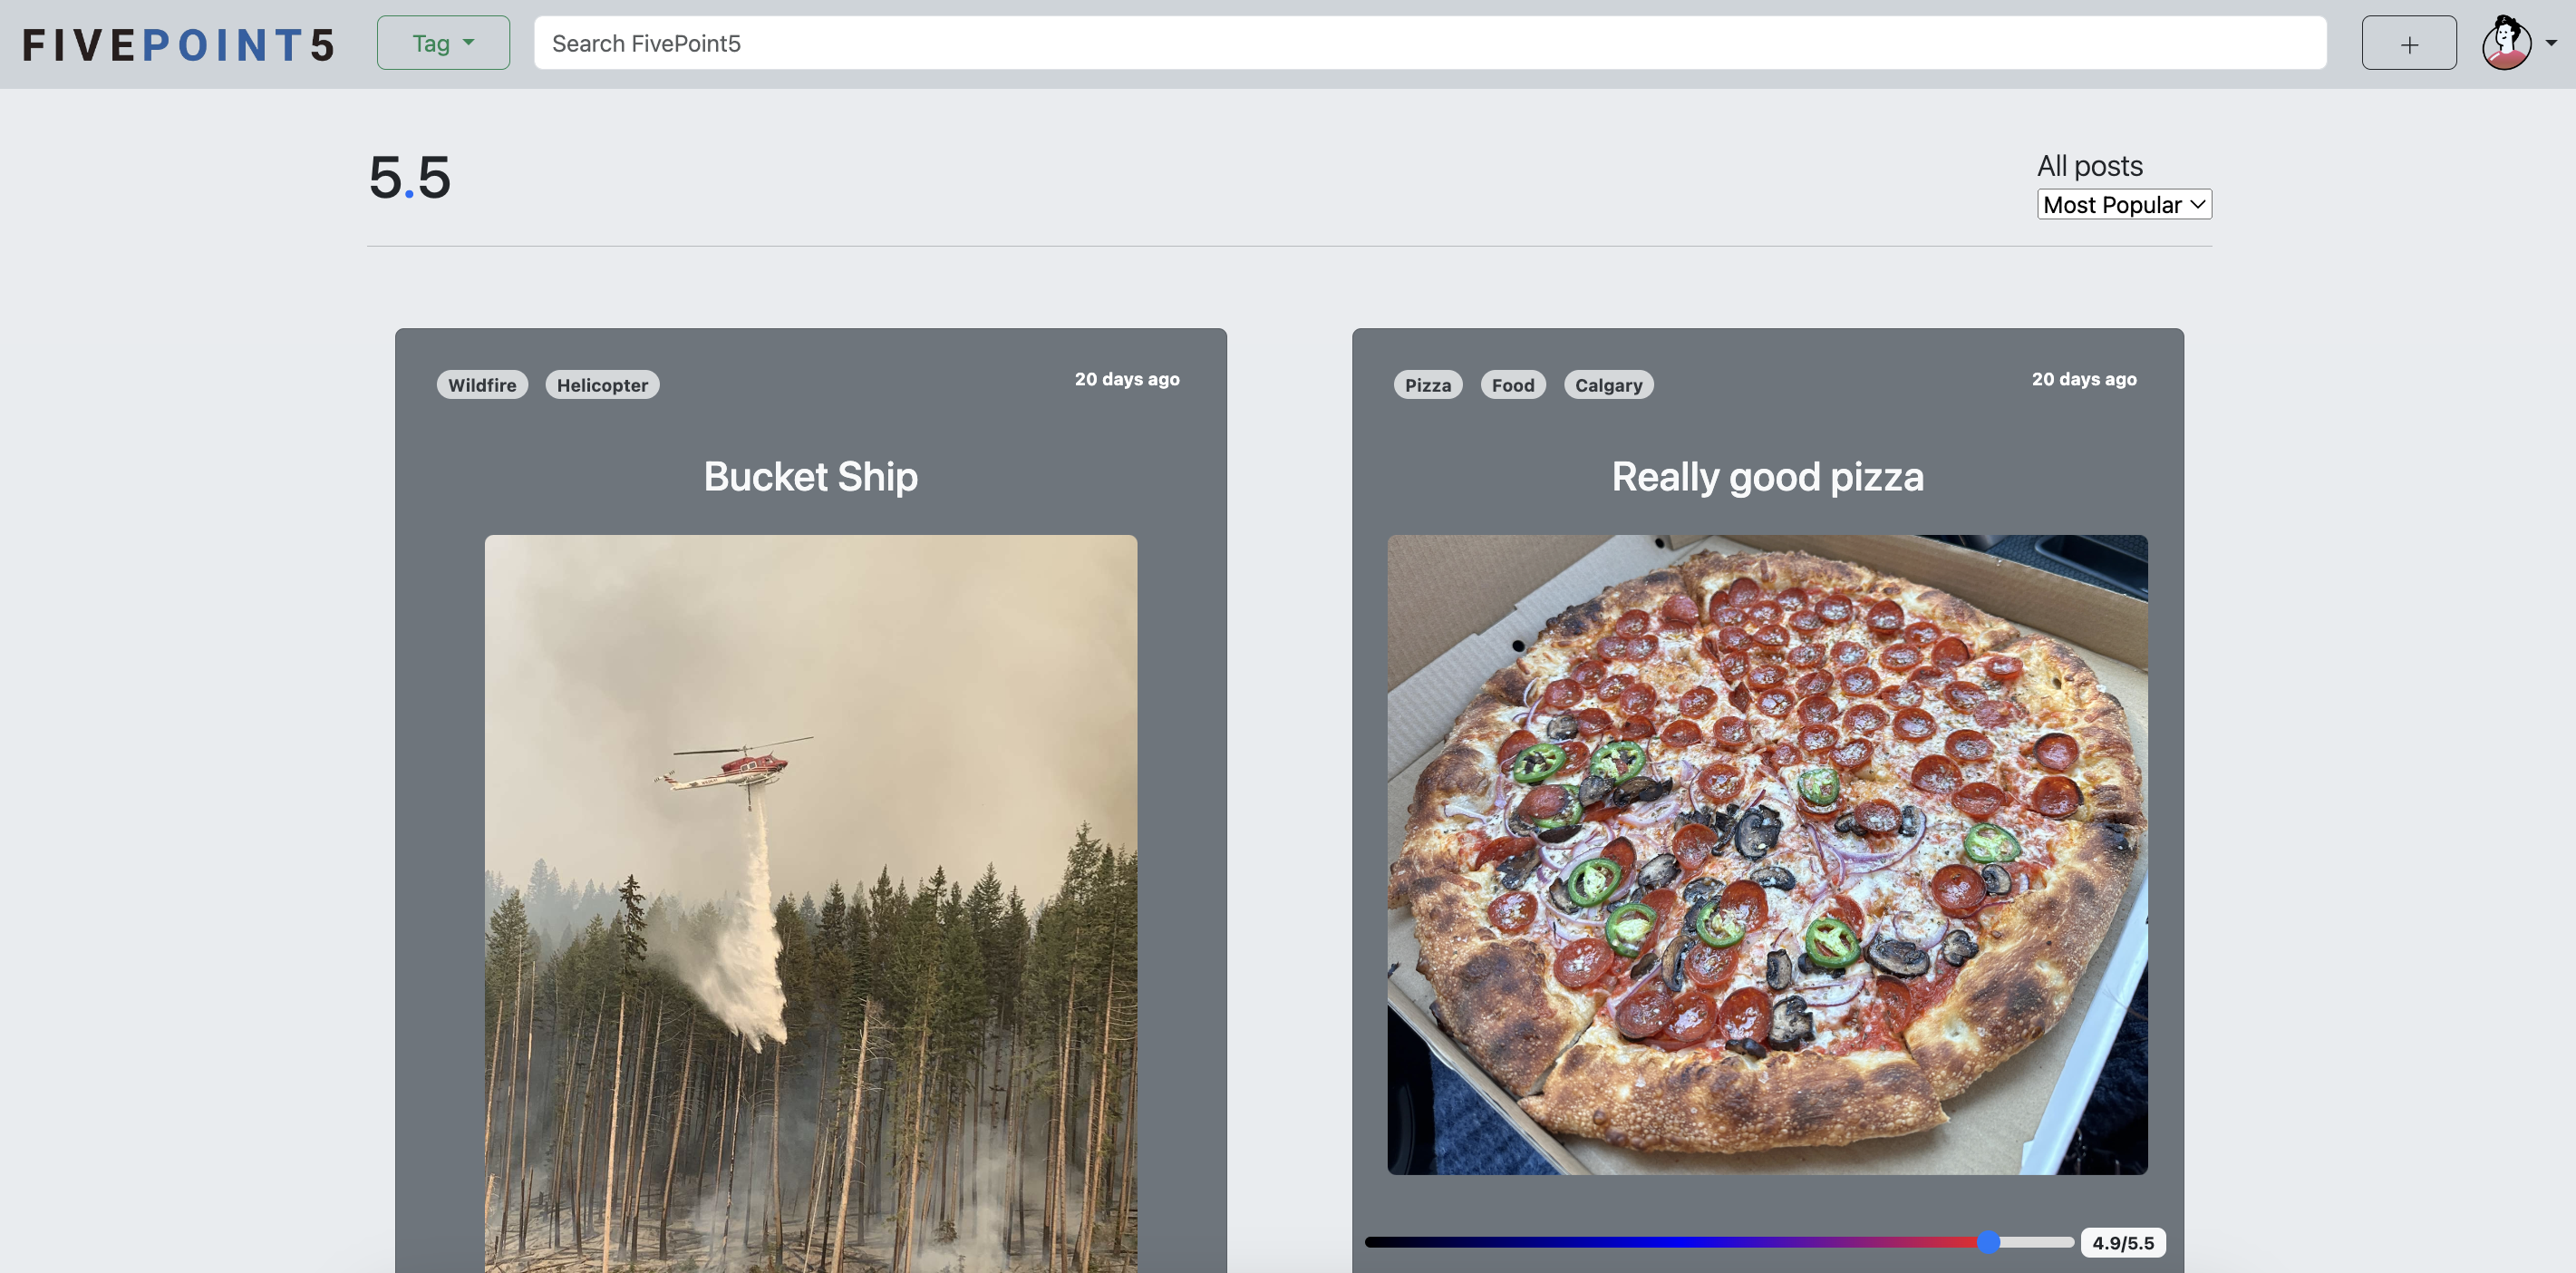 FIVEPOINT5
Tag
Search FivePoint5
+
5.5
All posts
Most Popular
Wildfire
Helicopter
20 days ago
Bucket Ship
Pizza
Food
Calgary
20 days ago
Really good pizza
4.9/5.5